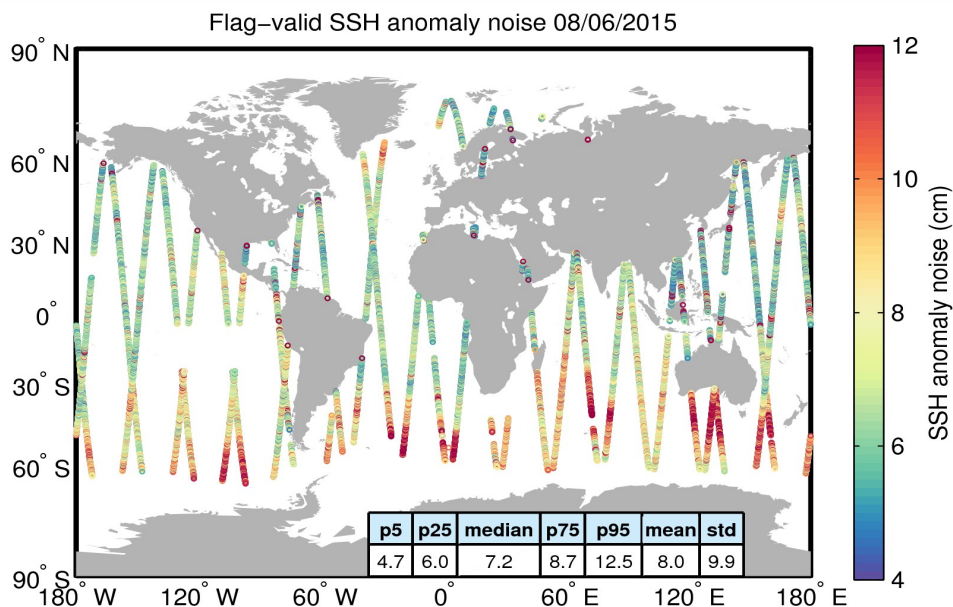 Flag−valid SSH anomaly noise 08/06/2015
90° N
60° N
30° N
0°
30° S
60° S
90° S
180° W 120° W 60° W 0° 60° E 120° E 180° E
p5 p25 median p75 p95 mean std
4.7 6.0 7.2 8.7 12.5 8.0 9.9
12
10
8
6
4
SSH anomaly noise (cm)